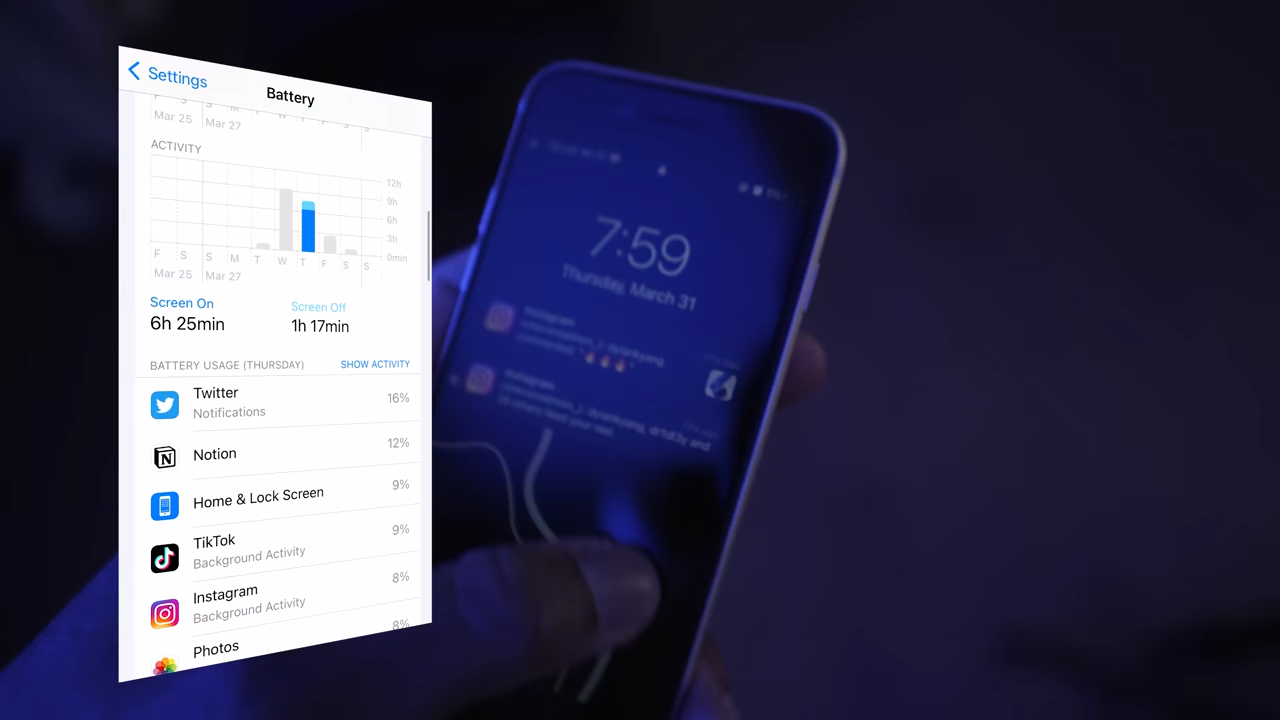 Settings
Battery
F S S M T W T F S S
Mar 25 Mar 27
ACTIVITY
12h
9h
6h
3h
0min
F S S M T W T F S S
Mar 25 Mar 27
Screen On Screen Off
6h 25min 1h 17min
BATTERY USAGE (THURSDAY) SHOW ACTIVITY
Twitter 16%
Notifications
Notion 12%
Home & Lock Screen 9%
TikTok 9%
Background Activity
Instagram 8%
Background Activity
Photos 8%
7:59
Thursday, March 31
Instagram
Instagram